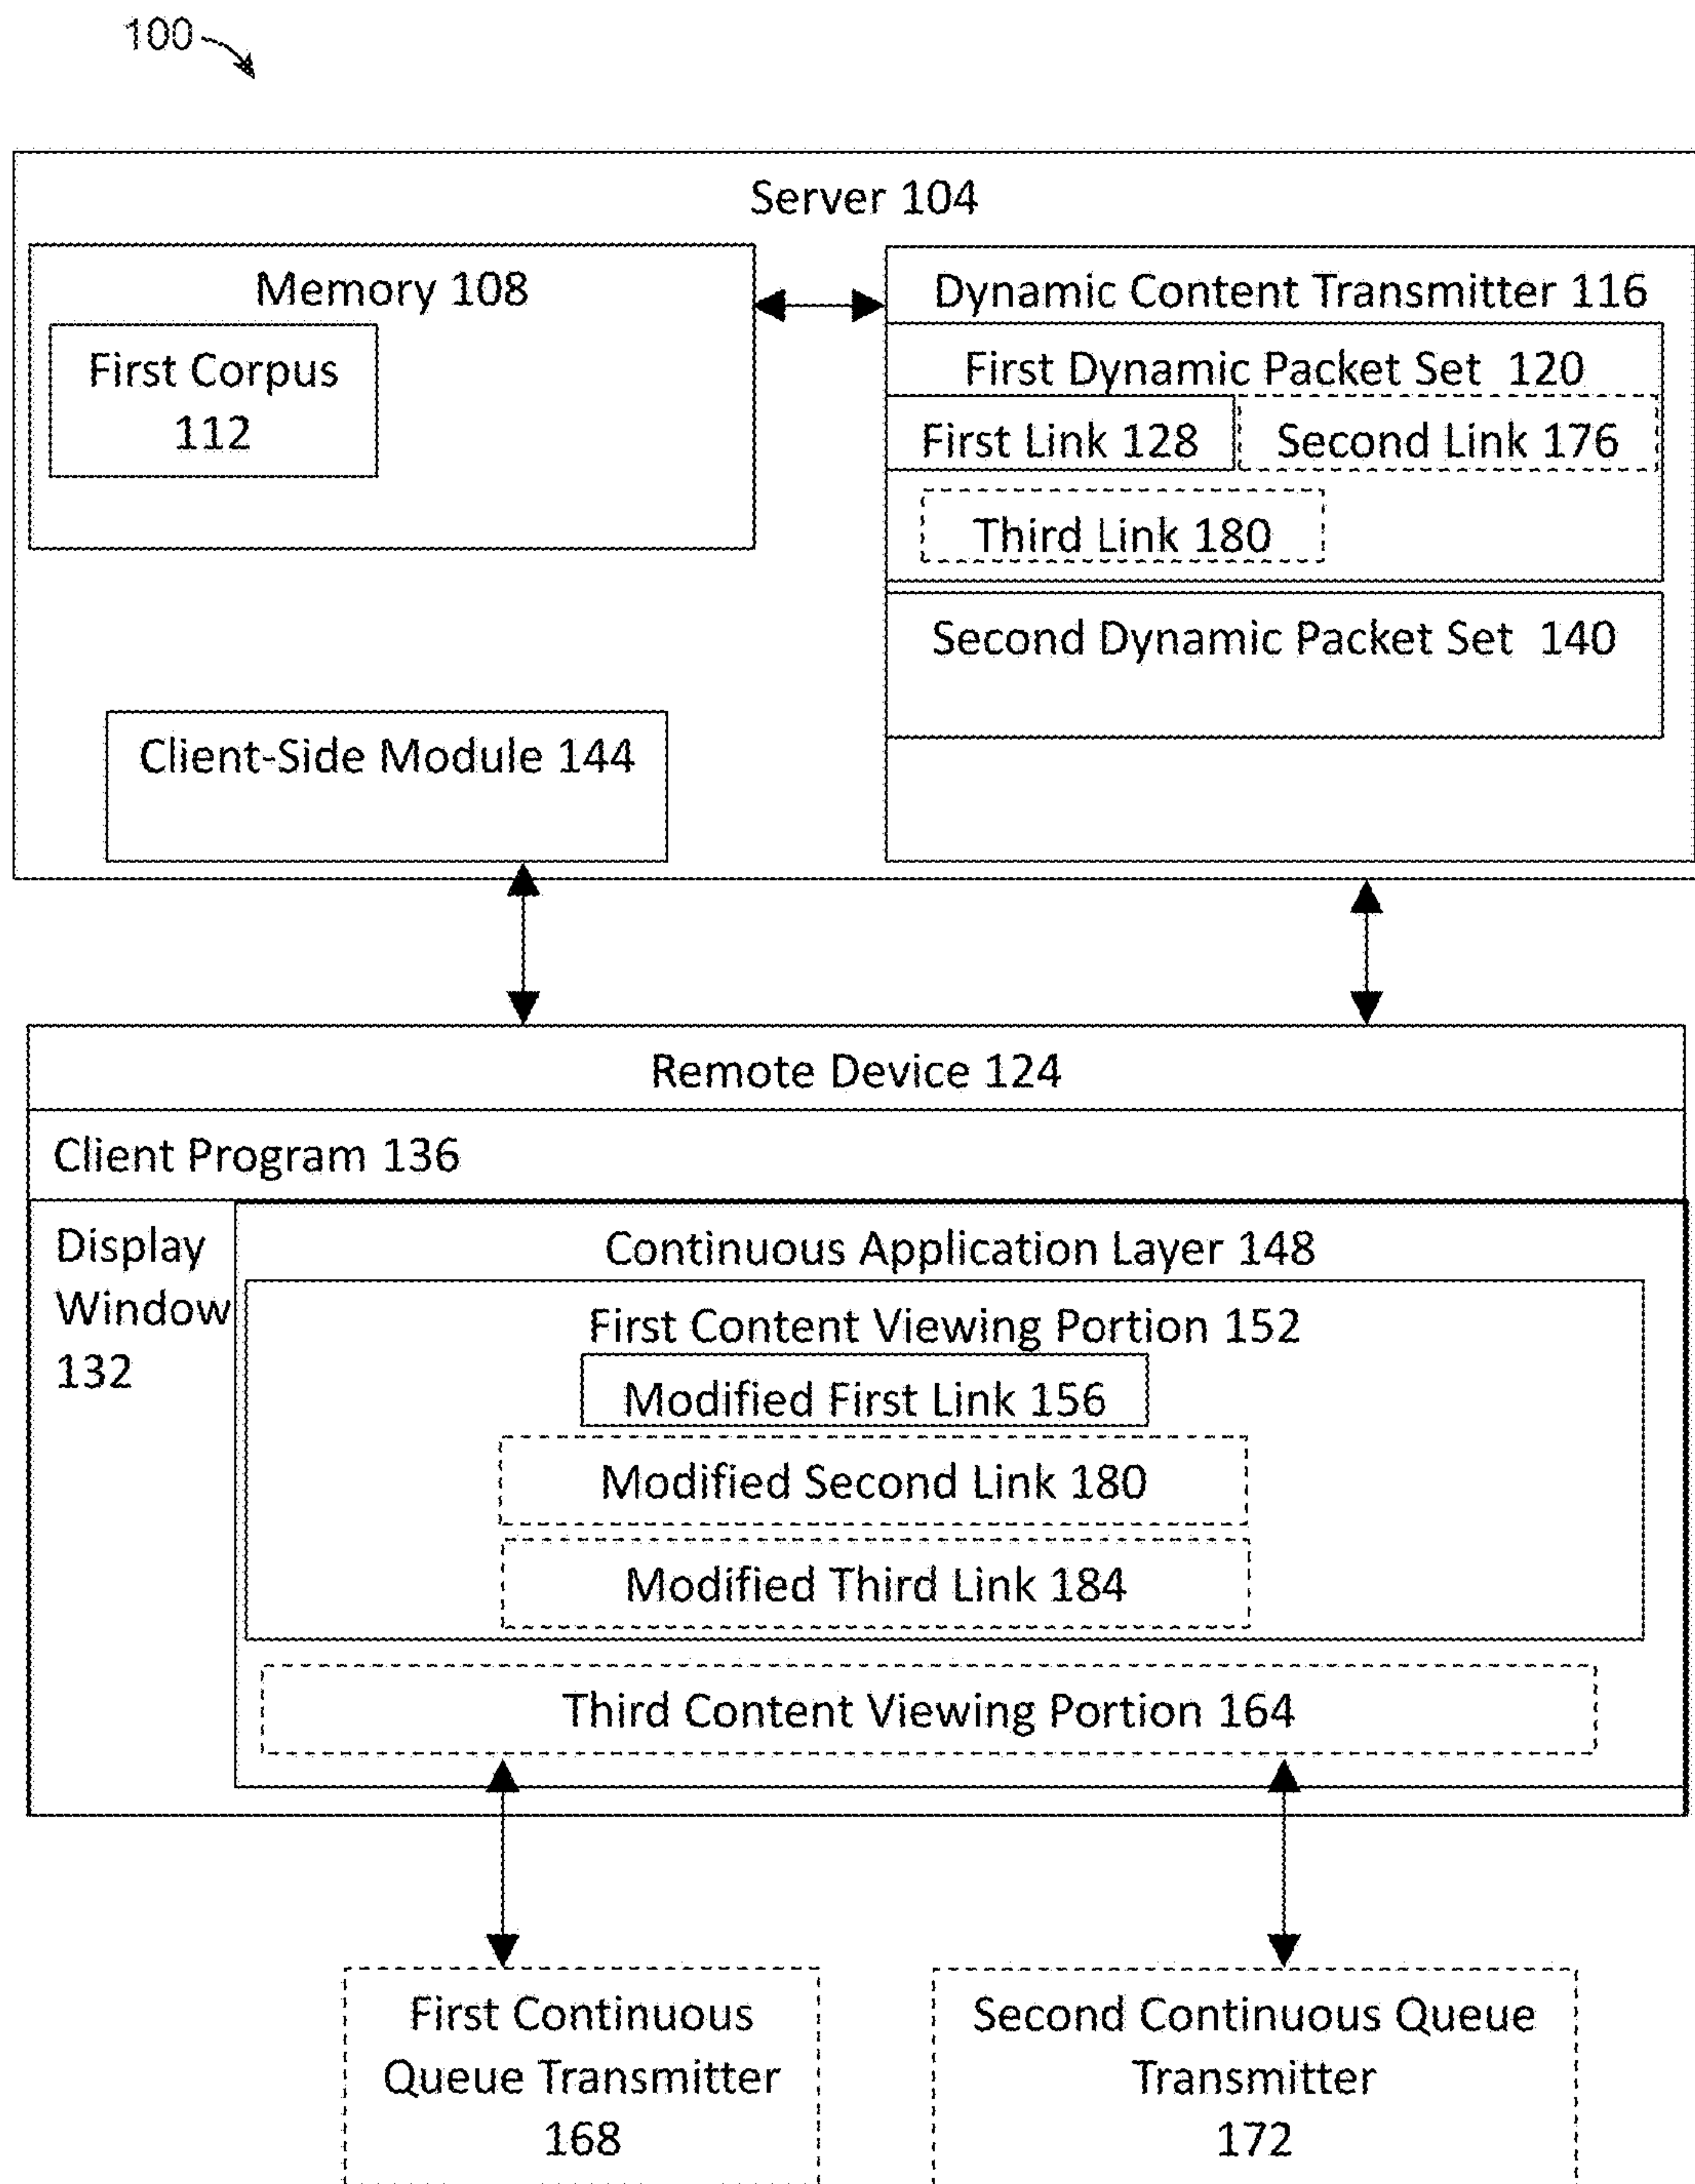 100
Server 104
Memory 108
First Corpus
112
Dynamic Content Transmitter 116
First Dynamic Packet Set 120
First Link 128
Second Link 176
Third Link 180
Second Dynamic Packet Set 140
Client-Side Module 144
Remote Device 124
Client Program 136
Display
Window
132
Continuous Application Layer 148
First Content Viewing Portion 152
Modified First Link 156
Modified Second Link 180
Modified Third Link 184
Third Content Viewing Portion 164
First Continuous
Queue Transmitter
168
Second Continuous Queue
Transmitter
172